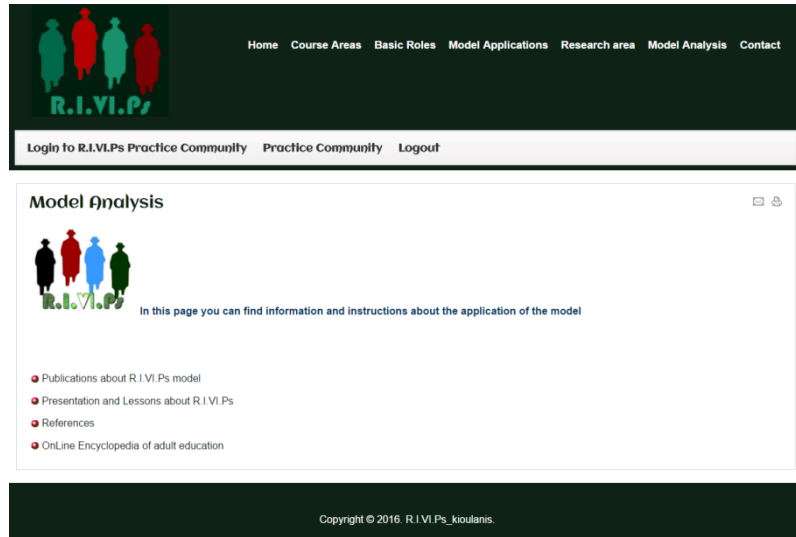 R.I.VI.Ps
Home Course Areas Basic Roles Model Applications Research area Model Analysis Contact
Login to R.I.VI.Ps Practice Community Practice Community Logout
Model Analysis
R.I.VI.Ps
In this page you can find information and instructions about the application of the model
Publications about R.I.VI.Ps model
Presentation and Lessons about R.I.VI.Ps
References
OnLine Encyclopedia of adult education
Copyright © 2016. R.I.VI.Ps_kioulanis.